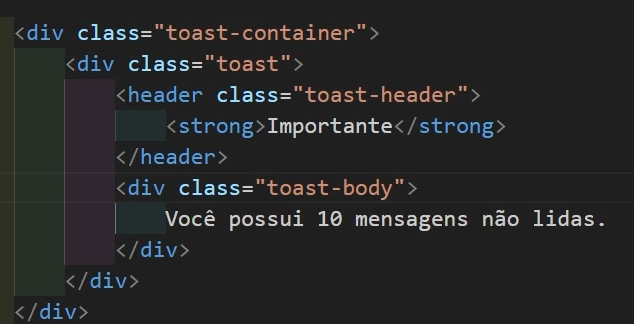 <div class="toast-container">
<div class="toast">
<header class="toast-header">
<strong>Importante</strong>
</header>
<div class="toast-body">
Você possui 10 mensagens não lidas.
</div>
</div>
</div>